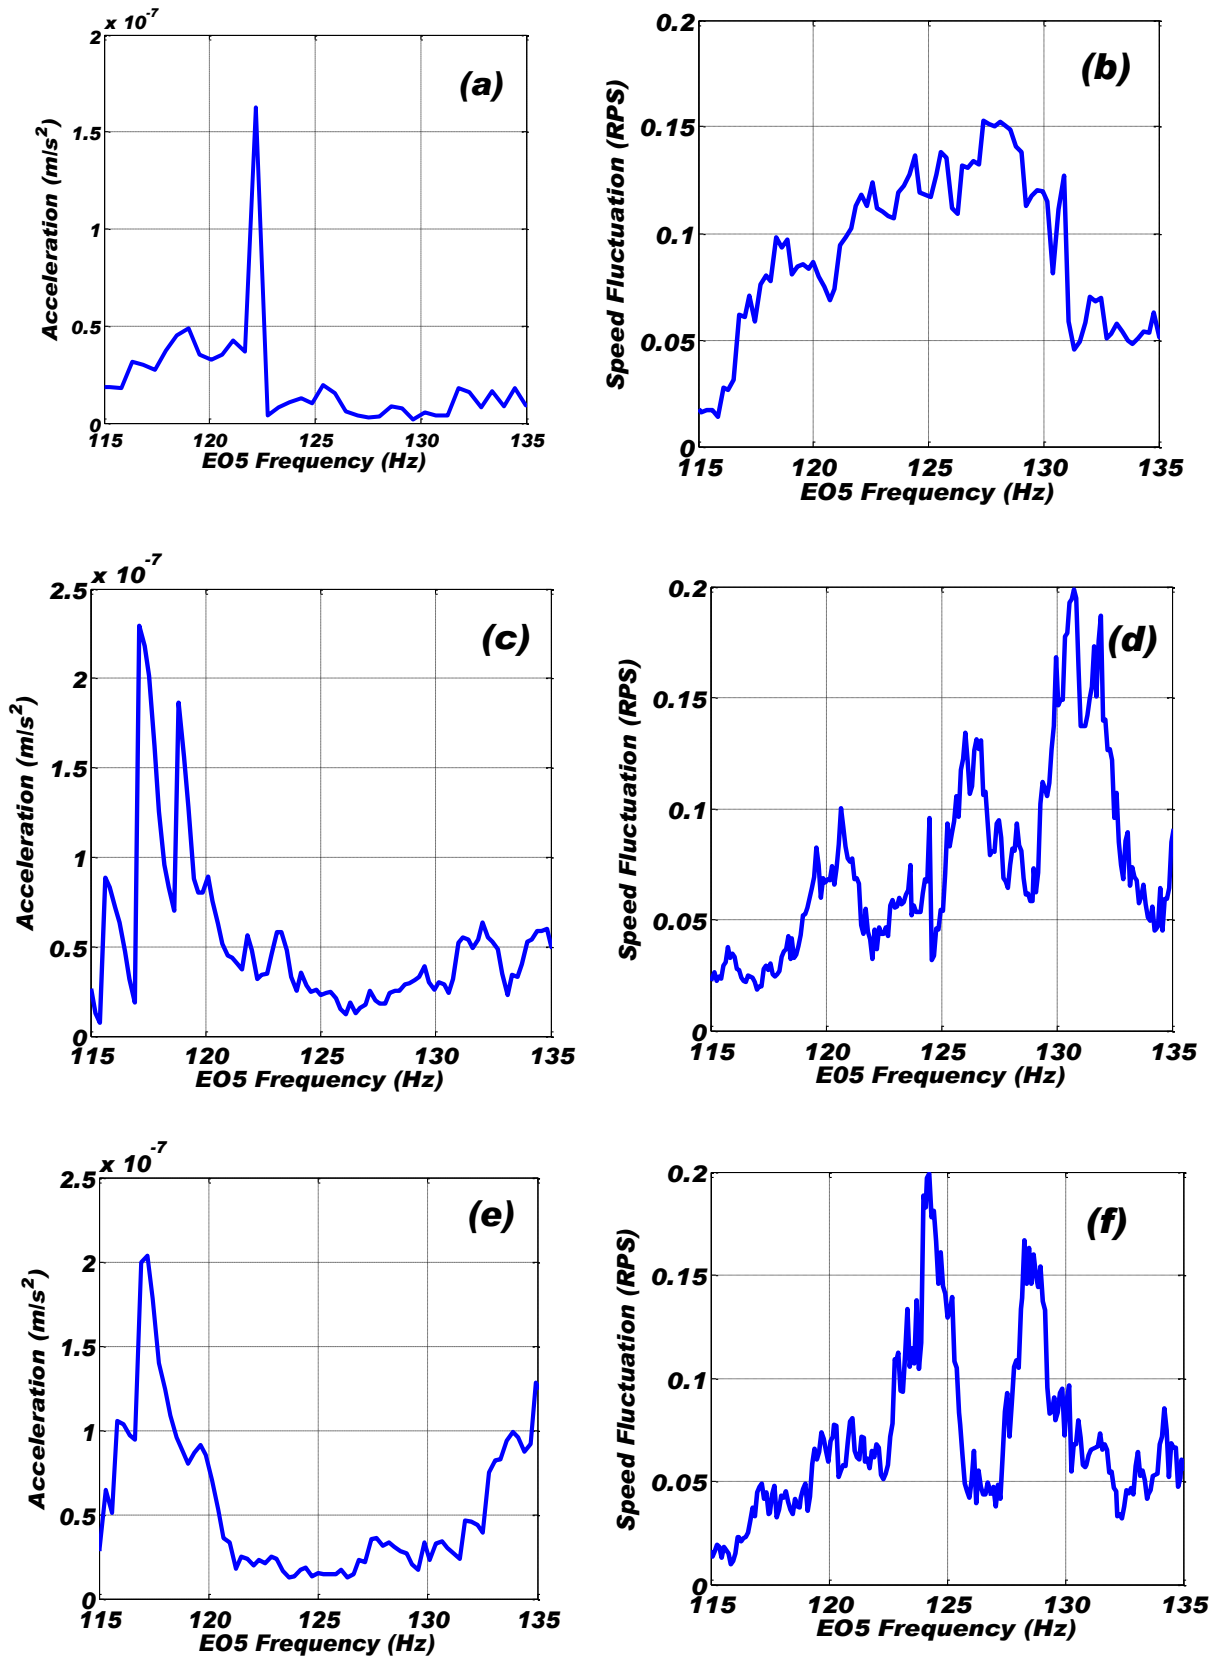 x 10-7
2
1.5
1
0.5
0
115 120 125 130 135
EO5 Frequency (Hz)
Acceleration (m/s2)
(a)
0.2
0.15
0.1
0.05
0
115 120 125 130 135
EO5 Frequency (Hz)
Speed Fluctuation (RPS)
(b)
x 10-7
2.5
2
1.5
1
0.5
0
115 120 125 130 135
EO5 Frequency (Hz)
Acceleration (m/s2)
(c)
0.2
0.15
0.1
0.05
0
115 120 125 130 135
E05 Frequency (Hz)
Speed Fluctuation (RPS)
(d)
x 10-7
2.5
2
1.5
1
0.5
0
115 120 125 130 135
EO5 Frequency (Hz)
Acceleration (m/s2)
(e)
0.2
0.15
0.1
0.05
0
115 120 125 130 135
EO5 Frequency (Hz)
Speed Fluctuation (RPS)
(f)